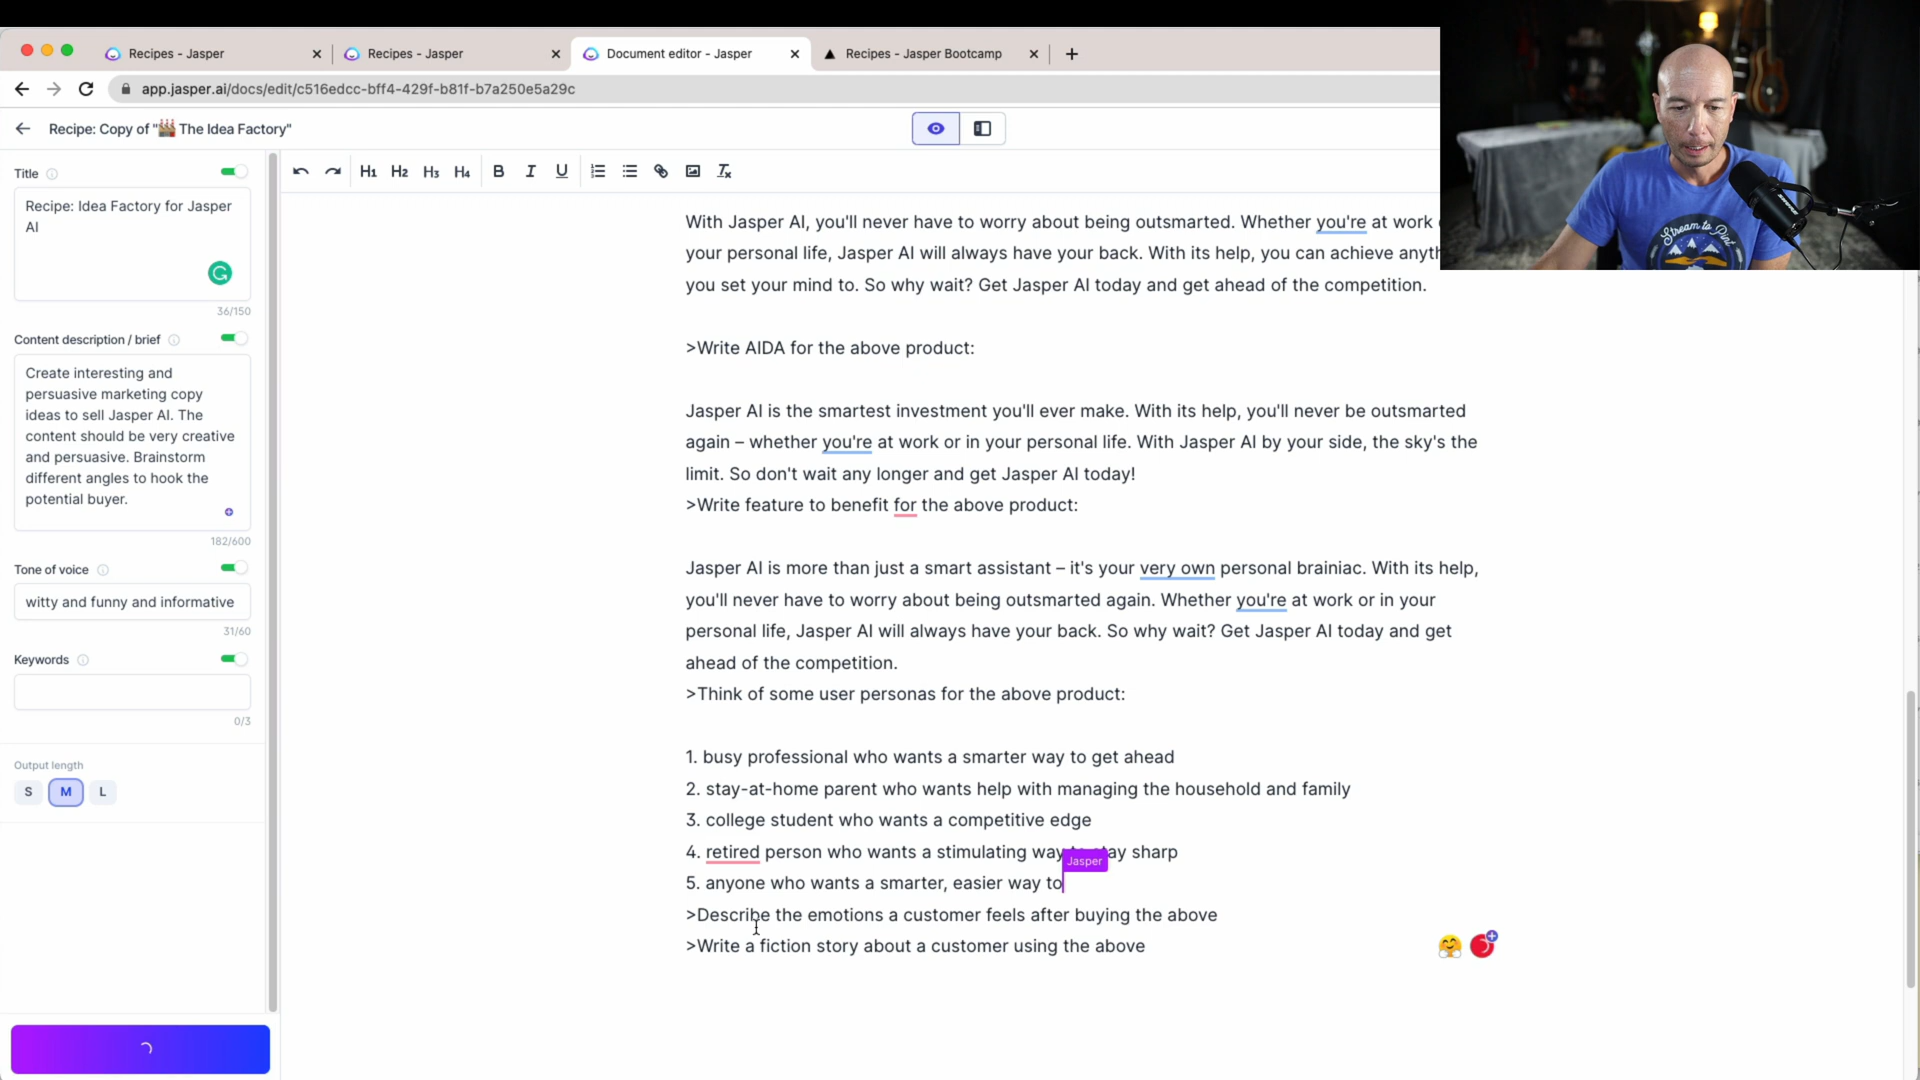 Recipes - Jasper
Recipes - Jasper
Document editor - Jasper
Recipes - Jasper Bootcamp
app.jasper.ai/docs/edit/c516edcc-bff4-429f-b81f-b7a250e5a29c
Recipe: Copy of "🏭 The Idea Factory"
Title
Recipe: Idea Factory for Jasper
AI
36/150
Content description / brief
Create interesting and
persuasive marketing copy
ideas to sell Jasper AI. The
content should be very creative
and persuasive. Brainstorm
different angles to hook the
potential buyer.
182/600
Tone of voice
witty and funny and informative
31/60
Keywords
0/3
Output length
S M L
H1 H2 H3 H4 B I U
With Jasper AI, you'll never have to worry about being outsmarted. Whether you're at work
your personal life, Jasper AI will always have your back. With its help, you can achieve anyth
you set your mind to. So why wait? Get Jasper AI today and get ahead of the competition.
>Write AIDA for the above product:
Jasper AI is the smartest investment you'll ever make. With its help, you'll never be outsmarted
again – whether you're at work or in your personal life. With Jasper AI by your side, the sky's the
limit. So don't wait any longer and get Jasper AI today!
>Write feature to benefit for the above product:
Jasper AI is more than just a smart assistant – it's your very own personal brainiac. With its help,
you'll never have to worry about being outsmarted again. Whether you're at work or in your
personal life, Jasper AI will always have your back. So why wait? Get Jasper AI today and get
ahead of the competition.
>Think of some user personas for the above product:
1. busy professional who wants a smarter way to get ahead
2. stay-at-home parent who wants help with managing the household and family
3. college student who wants a competitive edge
4. retired person who wants a stimulating way to stay sharp
Jasper
5. anyone who wants a smarter, easier way to
>Describe the emotions a customer feels after buying the above
>Write a fiction story about a customer using the above
Stream to Pint